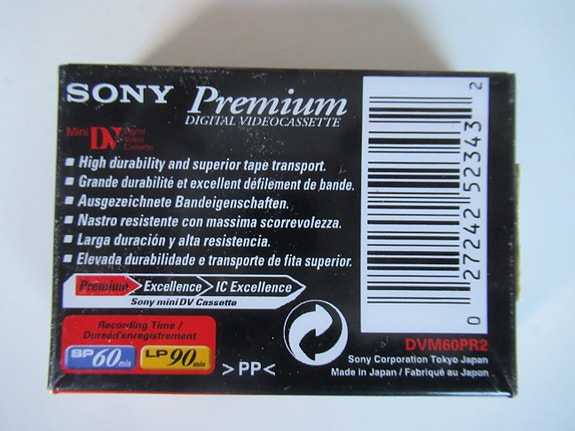 SONY Premium
DIGITAL VIDEOCASSETTE
Mini DV Digital Video Cassette
High durability and superior tape transport.
Grande durabilité et excellent défilement de bande.
Ausgezeichnete Bandeigenschaften.
Nastro resistente con massima scorrevolezza.
Larga duración y alta resistencia.
Elevada durabilidade e transporte de fita superior.
Premium Excellence IC Excellence
Sony miniDV Cassette
Recording Time /
Durée d'enregistrement
SP 60 min LP 90 min
>PP<
0 27242 52343 2
DVM60PR2
Sony Corporation Tokyo Japan
Made in Japan / Fabriqué au Japon